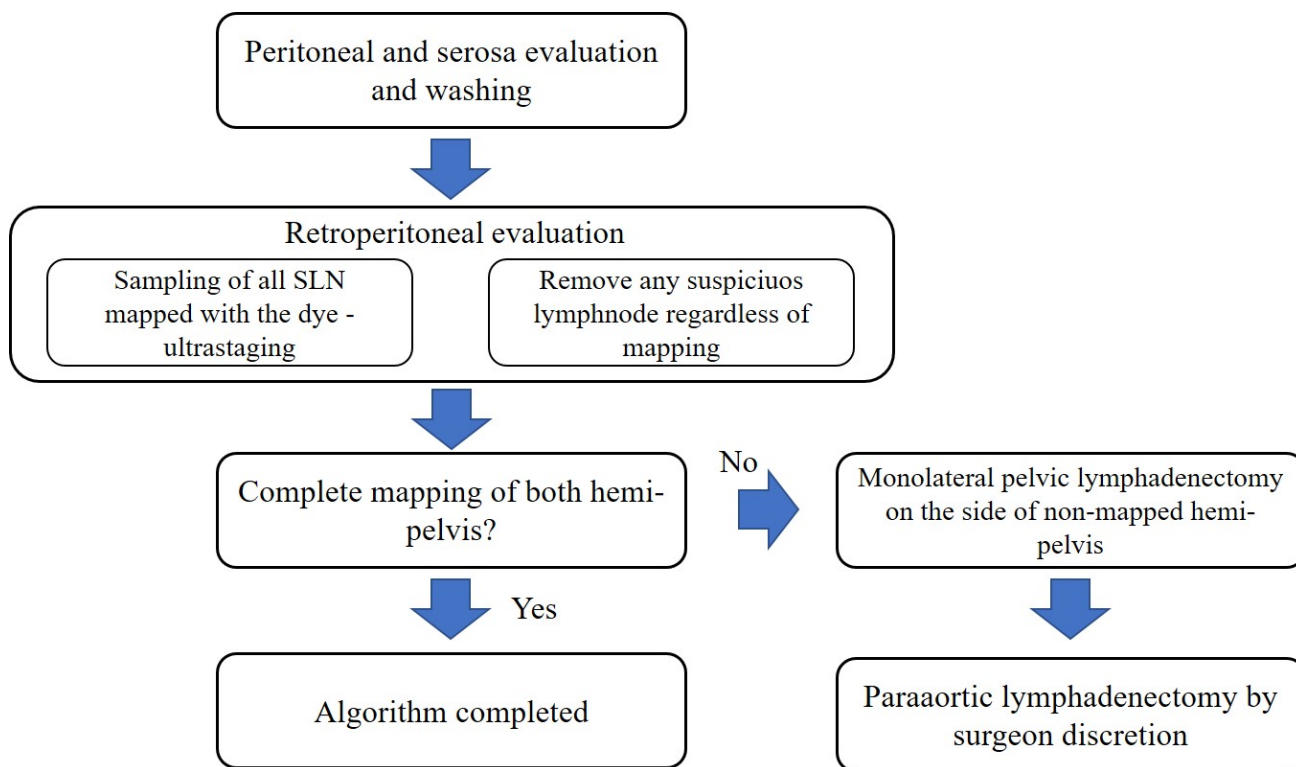 Peritoneal and serosa evaluation
and washing
Retroperitoneal evaluation
Sampling of all SLN
mapped with the dye -
ultrastaging
Remove any suspiciuos
lymphnode regardless of
mapping
Complete mapping of both hemi-
pelvis?
No
Monolateral pelvic lymphadenectomy
on the side of non-mapped hemi-
pelvis
Yes
Algorithm completed
Paraaortic lymphadenectomy by
surgeon discretion